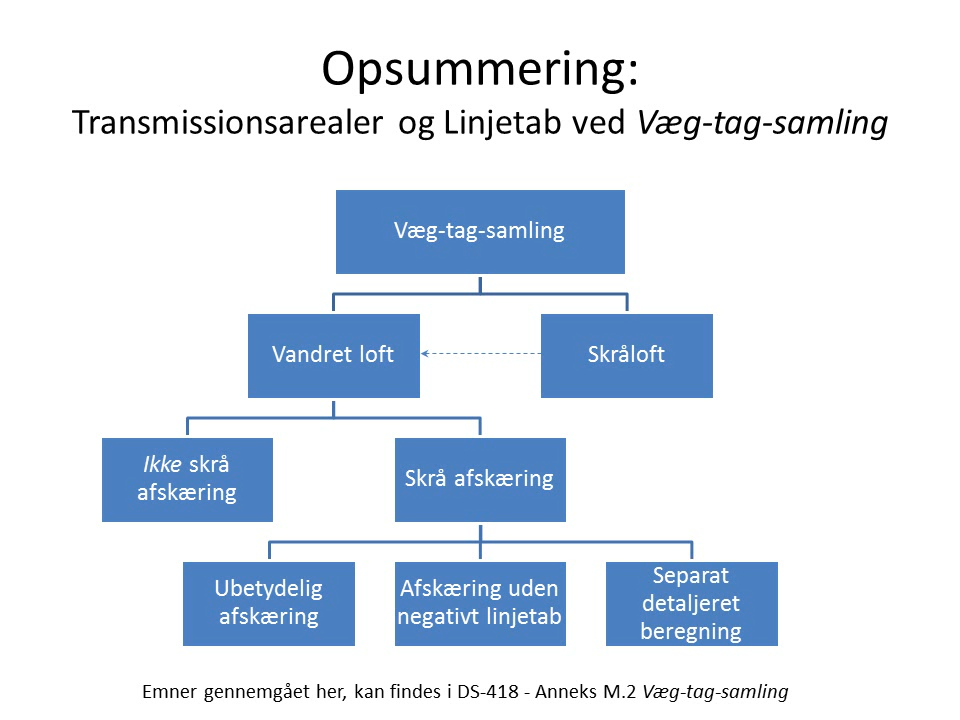 Opsummering:
Transmissionsarealer og Linjetab ved Væg-tag-samling
Væg-tag-samling
Vandret loft
Skråloft
Ikke skrå
afskæring
Skrå afskæring
Ubetydelig
afskæring
Afskæring uden
negativt linjetab
Separat
detaljeret
beregning
Emner gennemgået her, kan findes i DS-418 - Anneks M.2 Væg-tag-samling